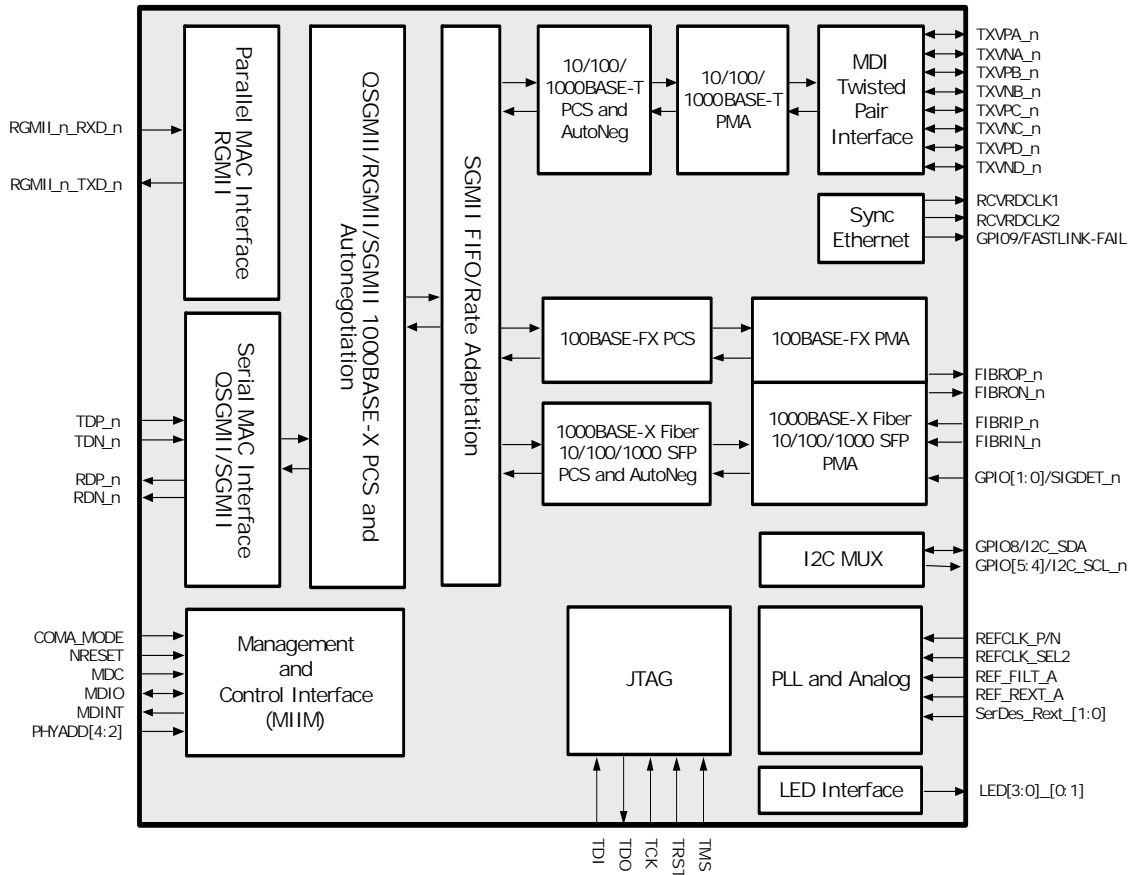 RGMII_n_RXD_n
RGMII_n_TXD_n
TDP_n
TDN_n
RDP_n
RDN_n
COMA_MODE
NRESET
MDC
MDIO
MDINT
PHYADD[4:2]
Parallel MAC Interface
RGMII
Serial MAC Interface
QSGMII/SGMII
QSGMII/RGMII/SGMII 1000BASE-X PCS and
Autonegotiation
SGMII FIFO/Rate Adaptation
10/100/
1000BASE-T
PCS and
AutoNeg
10/100/
1000BASE-T
PMA
MDI
Twisted
Pair
Interface
TXVPA_n
TXVNA_n
TXVPB_n
TXVNB_n
TXVPC_n
TXVNC_n
TXVPD_n
TXVND_n
Sync
Ethernet
RCVRDCLK1
RCVRDCLK2
GPIO9/FASTLINK-FAIL
100BASE-FX PCS
100BASE-FX PMA
1000BASE-X Fiber
10/100/1000 SFP
PCS and AutoNeg
1000BASE-X Fiber
10/100/1000 SFP
PMA
FIBROP_n
FIBRON_n
FIBRIP_n
FIBRIN_n
GPIO[1:0]/SIGDET_n
I2C MUX
GPIO8/I2C_SDA
GPIO[5:4]/I2C_SCL_n
Management
and
Control Interface
(MIIM)
JTAG
PLL and Analog
REFCLK_P/N
REFCLK_SEL2
REF_FILT_A
REF_REXT_A
SerDes_Rext_[1:0]
LED Interface
LED[3:0]_[0:1]
TDI
TDO
TCK
TRST
TMS